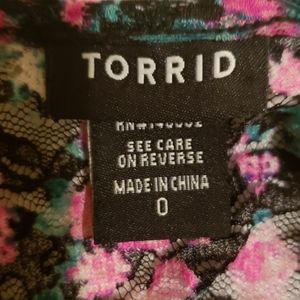 TORRID
SEE CARE
ON REVERSE
MADE IN CHINA
0